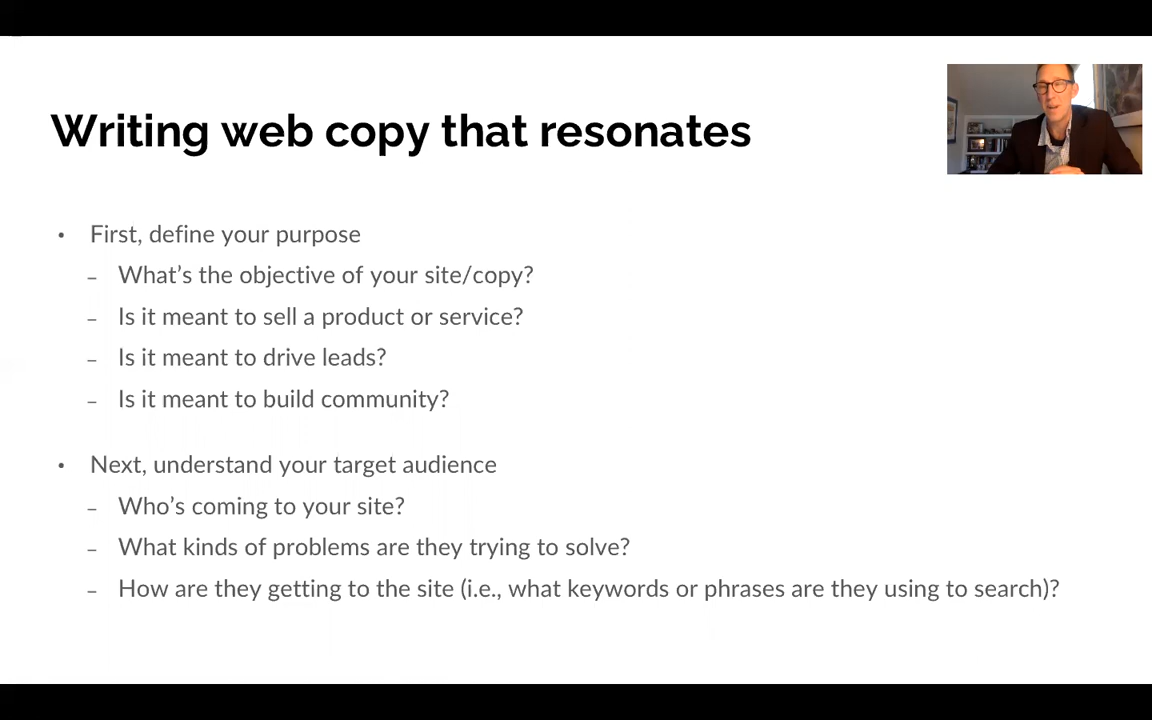 Writing web copy that resonates
• First, define your purpose
– What’s the objective of your site/copy?
– Is it meant to sell a product or service?
– Is it meant to drive leads?
– Is it meant to build community?
• Next, understand your target audience
– Who’s coming to your site?
– What kinds of problems are they trying to solve?
– How are they getting to the site (i.e., what keywords or phrases are they using to search)?